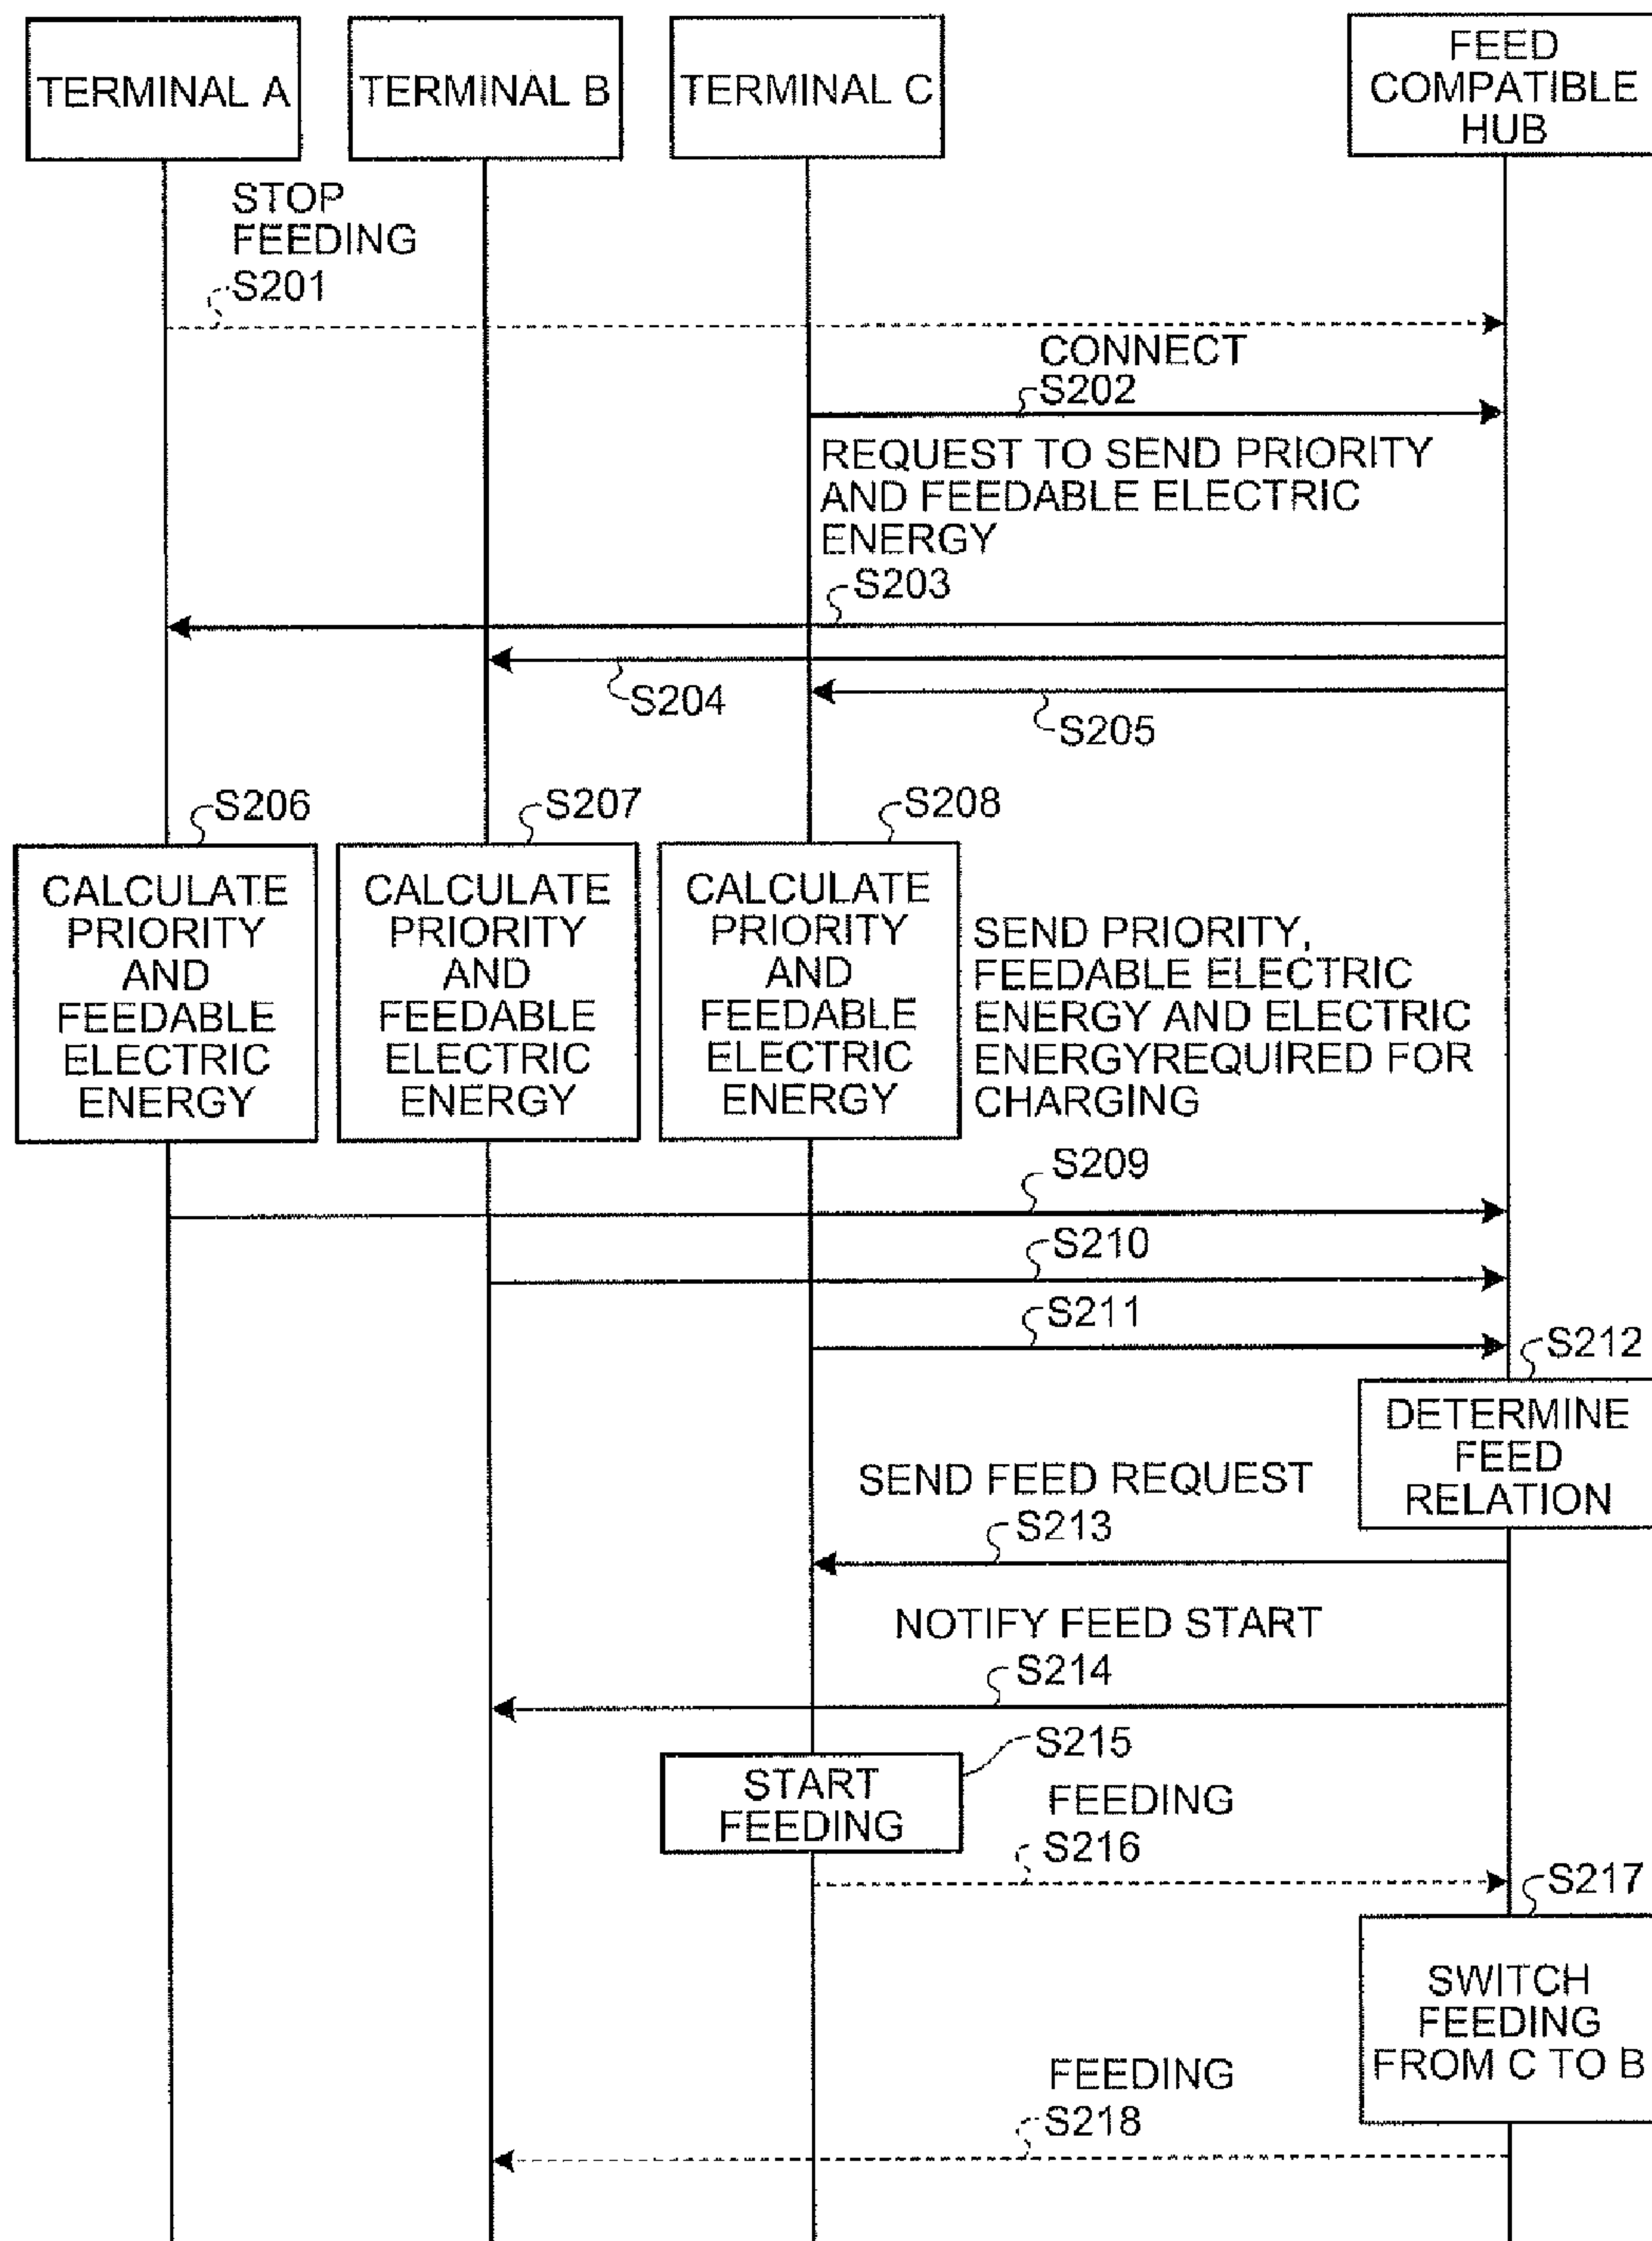 TERMINAL A
TERMINAL B
TERMINAL C
FEED
COMPATIBLE
HUB
STOP
FEEDING
S201
CONNECT
S202
REQUEST TO SEND PRIORITY
AND FEEDABLE ELECTRIC
ENERGY
S203
S204
S205
S206
S207
S208
CALCULATE
PRIORITY
AND
FEEDABLE
ELECTRIC
ENERGY
CALCULATE
PRIORITY
AND
FEEDABLE
ELECTRIC
ENERGY
CALCULATE
PRIORITY
AND
FEEDABLE
ELECTRIC
ENERGY
SEND PRIORITY,
FEEDABLE ELECTRIC
ENERGY AND ELECTRIC
ENERGYREQUIRED FOR
CHARGING
S209
S210
S211
S212
DETERMINE
FEED
RELATION
SEND FEED REQUEST
S213
NOTIFY FEED START
S214
S215
START
FEEDING
FEEDING
S216
S217
SWITCH
FEEDING
FROM C TO B
FEEDING
S218